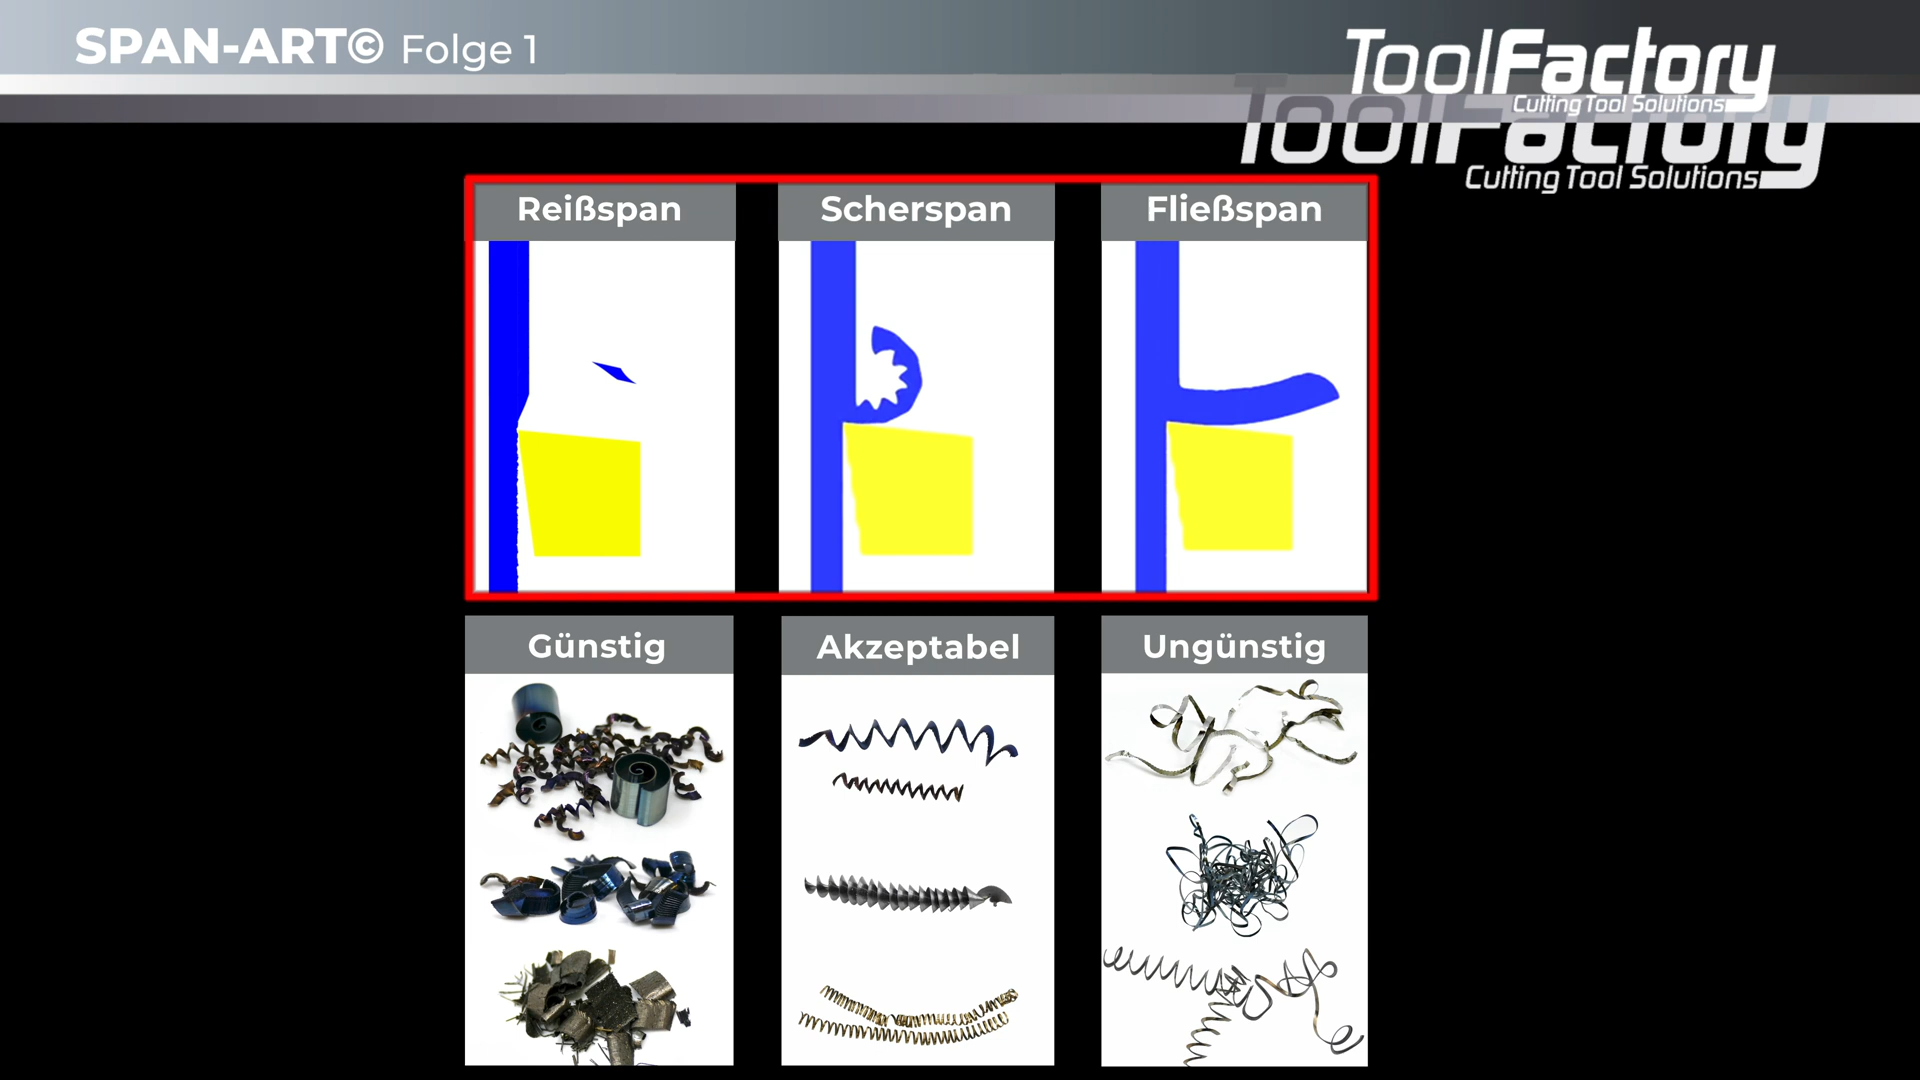 SPAN-ART© Folge 1
ToolFactory
Cutting Tool Solutions
ToolFactory
Cutting Tool Solutions
Reißspan
Scherspan
Fließspan
Günstig
Akzeptabel
Ungünstig